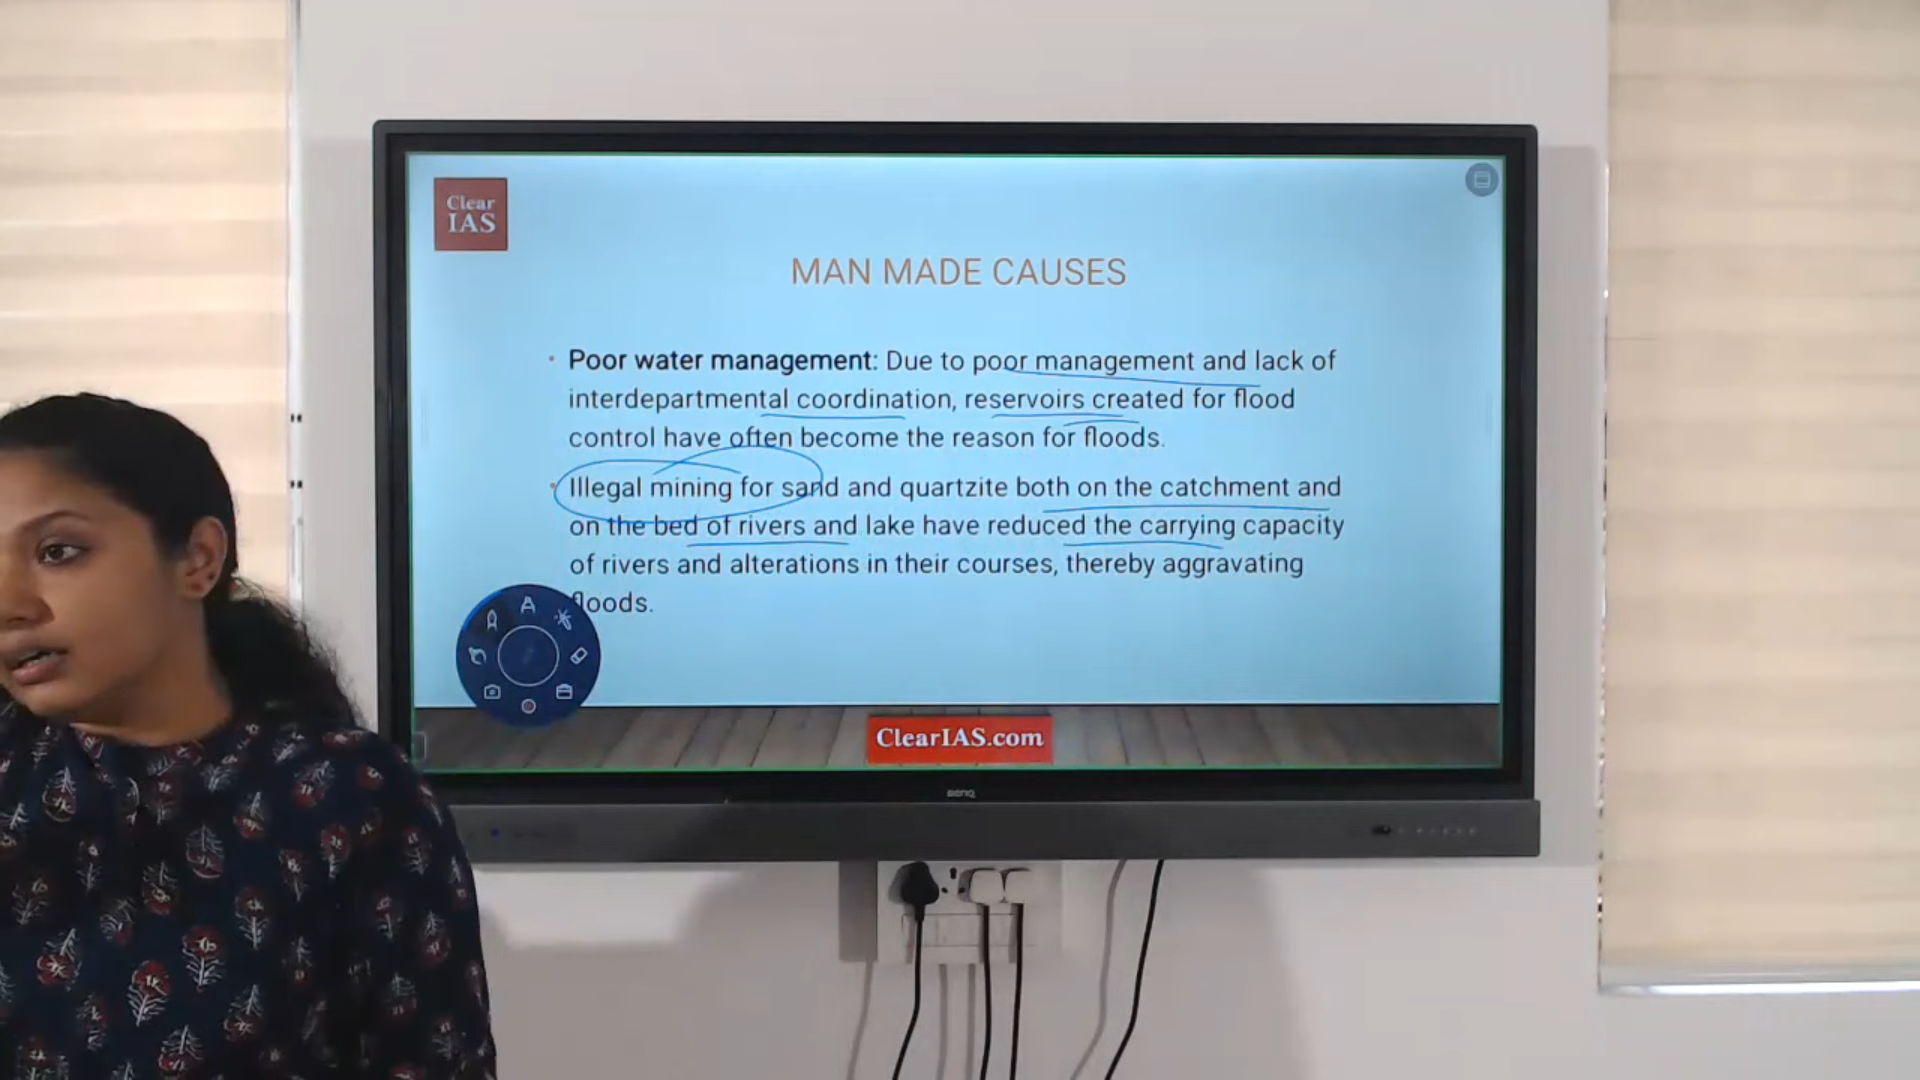 Clear
IAS
MAN MADE CAUSES
• Poor water management: Due to poor management and lack of
interdepartmental coordination, reservoirs created for flood
control have often become the reason for floods.
• Illegal mining for sand and quartzite both on the catchment and
on the bed of rivers and lake have reduced the carrying capacity
of rivers and alterations in their courses, thereby aggravating
floods.
ClearIAS.com
BenQ